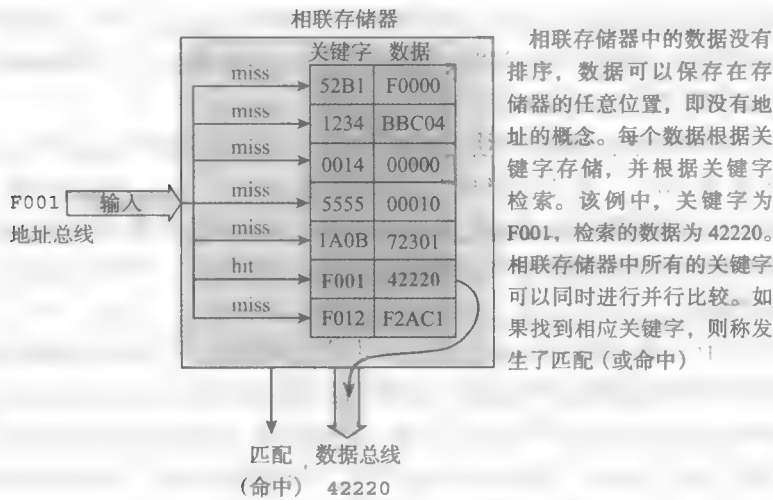 相联存储器
关键字 数据
miss 52B1 F0000
miss 1234 BBC04
miss 0014 00000
F001 输入 miss 5555 00010
地址总线
miss 1A0B 72301
hit F001 42220
miss F012 F2AC1
匹配 数据总线
(命中) 42220
相联存储器中的数据没有
排序，数据可以保存在存
储器的任意位置，即没有地
址的概念。每个数据根据关
键字存储，并根据关键字
检索。该例中，关键字为
F001，检索的数据为 42220。
相联存储器中所有的关键字
可以同时进行并行比较。如
果找到相应关键字，则称发
生了匹配（或命中）